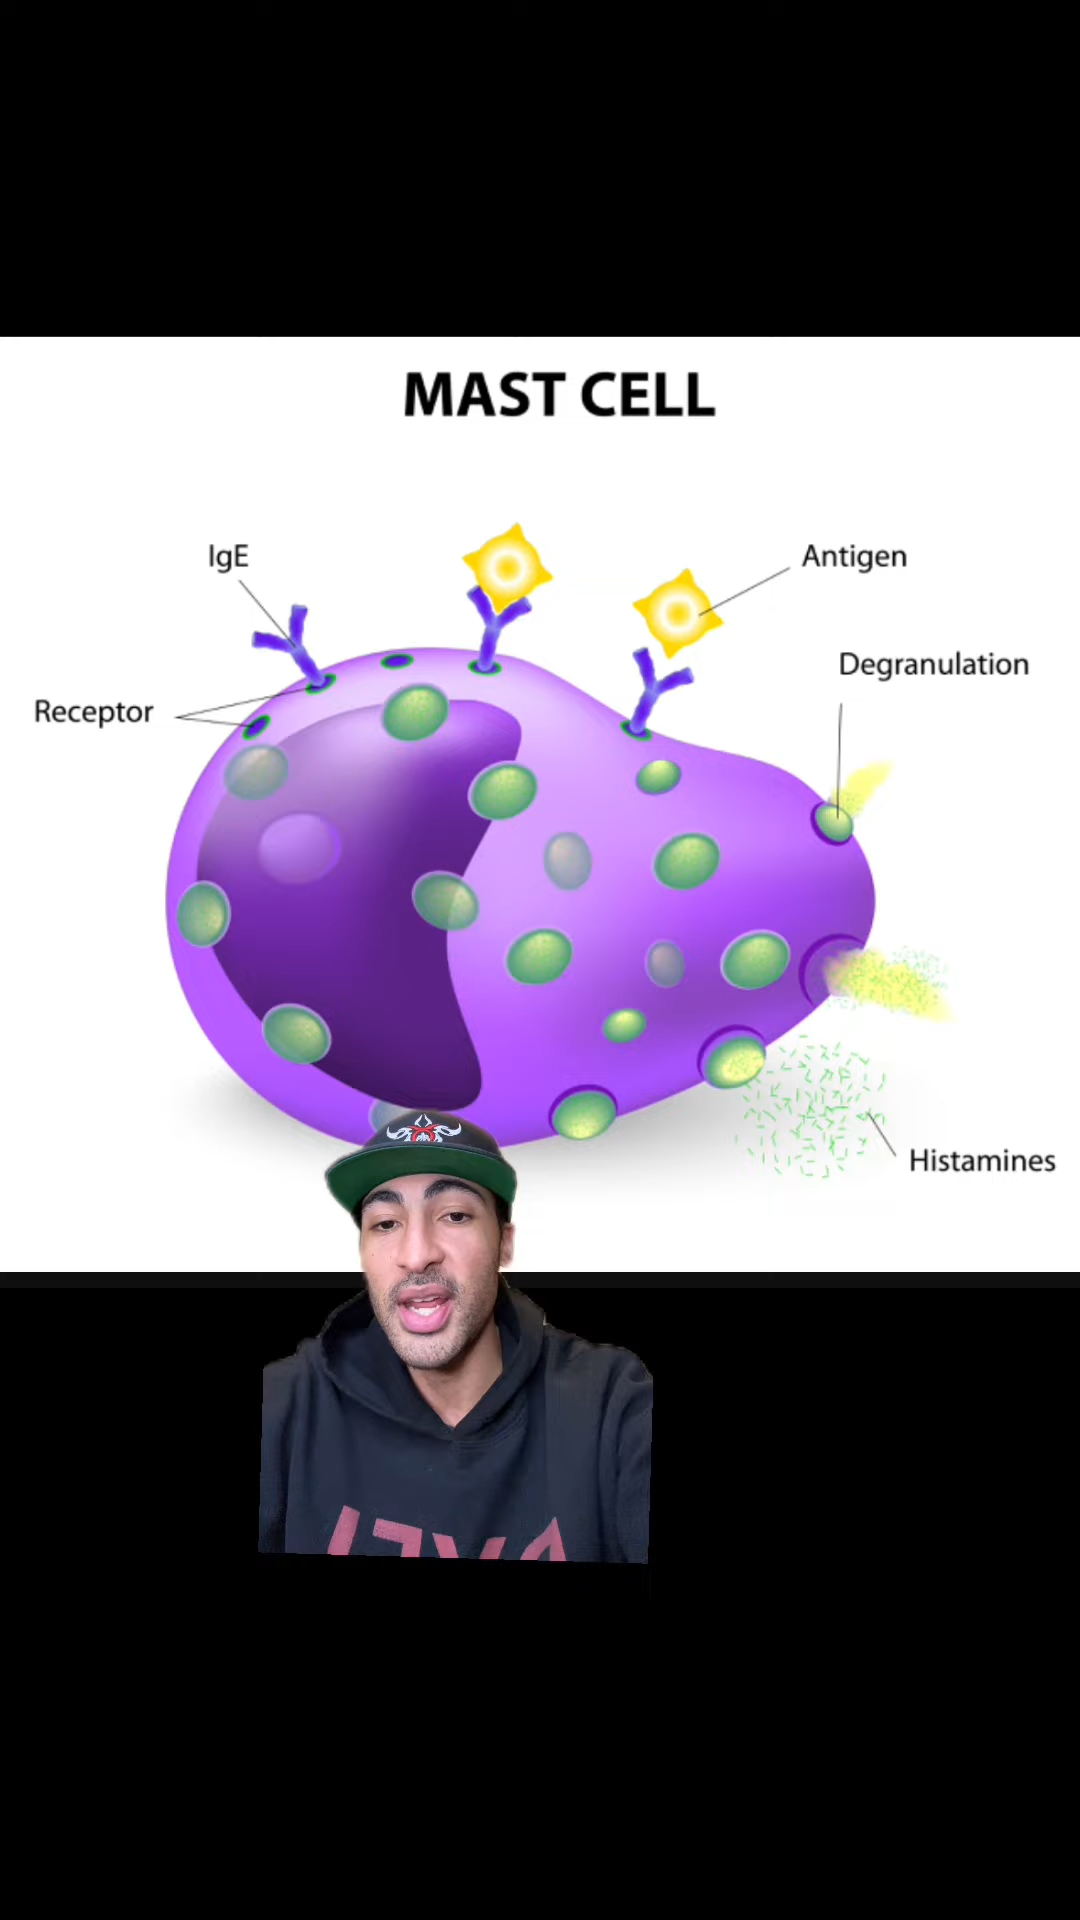 MAST CELL
IgE
Antigen
Degranulation
Receptor
Histamines